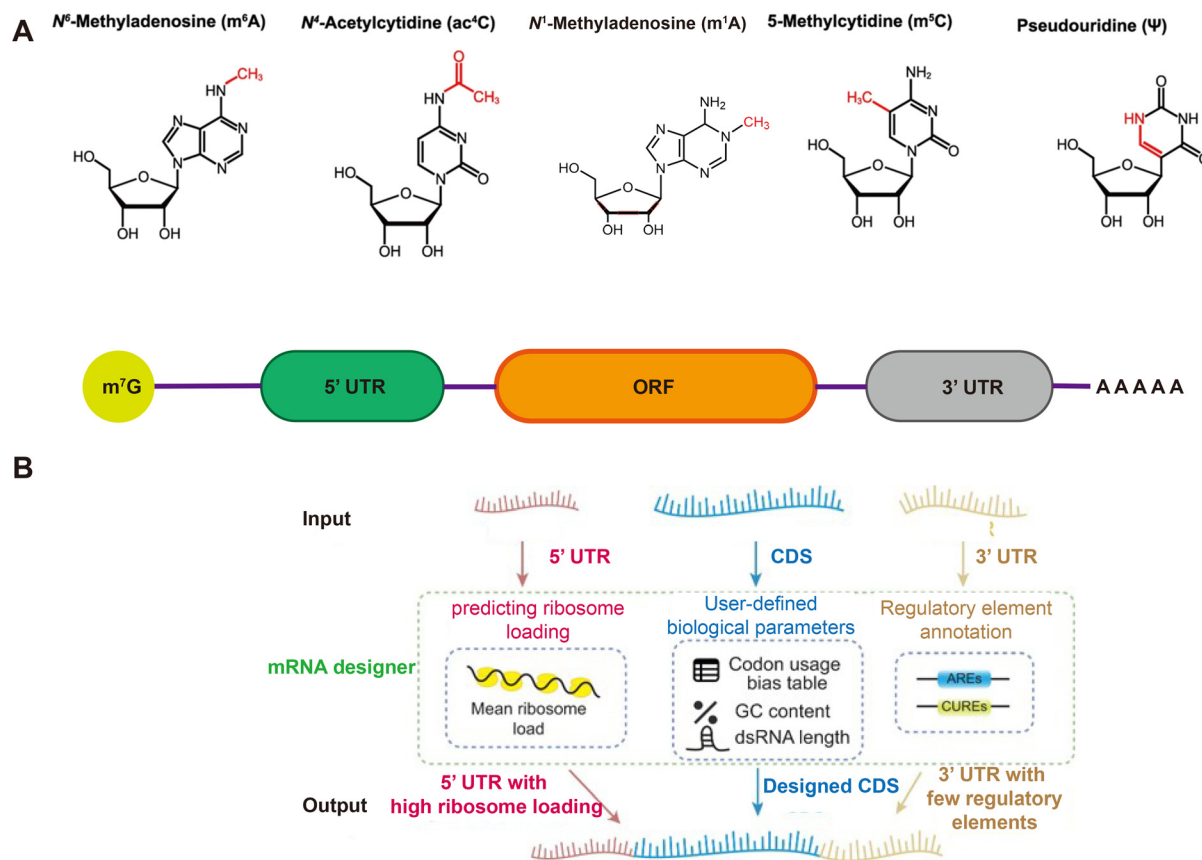 A
N⁶-Methyladenosine (m⁶A)
N⁴-Acetylcytidine (ac⁴C)
N¹-Methyladenosine (m¹A)
5-Methylcytidine (m⁵C)
Pseudouridine (Ψ)
CH₃
NH
N
N
N
N
HO
O
OH
OH
O
NH
CH₃
N
N
O
HO
O
OH
OH
NH₂
CH₃
N
N
N
N
HO
O
OH
OH
NH₂
H₃C
N
N
O
HO
O
OH
OH
O
HN
NH
O
HO
O
OH
OH
m⁷G
5’ UTR
ORF
3’ UTR
A A A A A
B
Input
5’ UTR
CDS
3’ UTR
mRNA designer
predicting ribosome
loading
Mean ribosome
load
User-defined
biological parameters
Codon usage
bias table
GC content
dsRNA length
Regulatory element
annotation
AREs
CUREs
Output
5’ UTR with
high ribosome loading
Designed CDS
3’ UTR with
few regulatory
elements